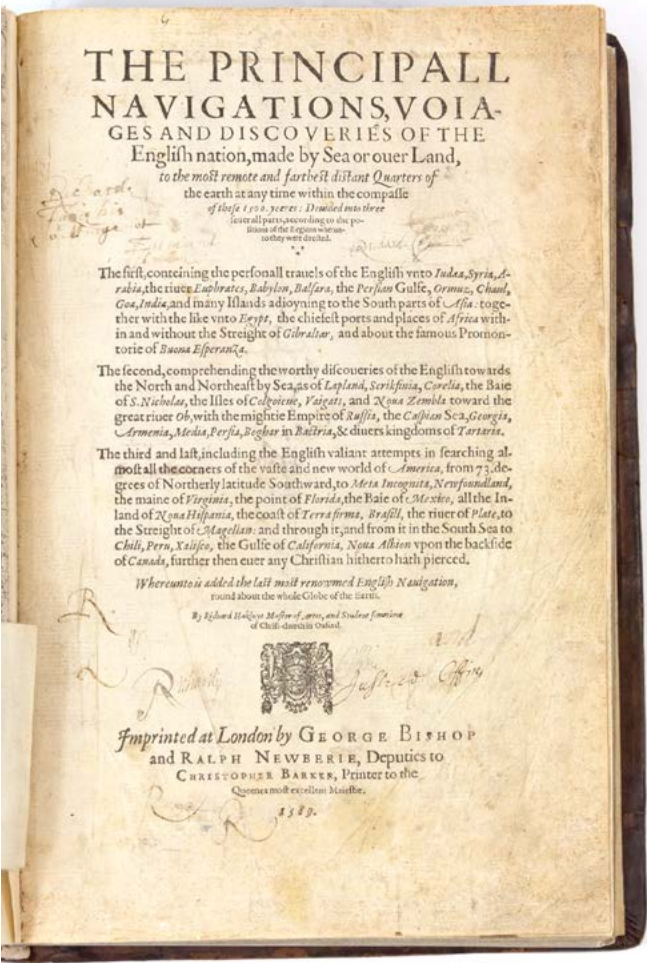 THE PRINCIPALL
NAVIGATIONS, VOIA-
GES AND DISCOVERIES OF THE
Engliſh nation, made by Sea or ouer Land,
to the moſt remote and fartheſt diſtant Quarters of
the earth at any time within the compaſſe
of theſe 1500. yeeres: Deuided into three
ſeuerall parts, according to the po-
ſitions of the Regions wherun-
to they were directed.
The firſt, conteining the perſonall trauels of the Engliſh vnto Iudæa, Syria, A-
rabia, the riuer Euphrates, Babylon, Balſara, the Perſian Gulfe, Ormuz, Chaul,
Goa, India, and many Iſlands adioyning to the South parts of Aſia: toge-
ther with the like vnto Egypt, the chiefeſt ports and places of Africa with-
in and without the Streight of Gibraltar, and about the famous Promon-
torie of Buona Eſperanza.
The ſecond, comprehending the worthy diſcoueries of the Engliſh towards
the North and Northeaſt by Sea, as of Lapland, Scrikfinia, Corelia, the Baie
of S. Nicholas, the Iſles of Colgoieue, Vaigats, and Noua Zembla toward the
great riuer Ob, with the mightie Empire of Ruſſia, the Caſpian Sea, Georgia,
Armenia, Media, Perſia, Boghar in Bactria, & diuers kingdoms of Tartaria.
The third and laſt, including the Engliſh valiant attempts in ſearching al-
moſt all the corners of the vaſte and new world of America, from 73. de-
grees of Northerly latitude Southward, to Meta Incognita, Newfoundland,
the maine of Virginia, the point of Florida, the Baie of Mexico, all the In-
land of Noua Hiſpania, the coaſt of Terra firma, Braſill, the riuer of Plate, to
the Streight of Magellan: and through it, and from it in the South Sea to
Chili, Peru, Xaliſco, the Gulfe of California, Noua Albion vpon the backſide
of Canada, further then euer any Chriſtian hitherto hath pierced.
Whereunto is added the laſt moſt renowmed Engliſh Nauigation,
round about the whole Globe of the Earth.
By Richard Hakluyt Maſter of Artes, and Student ſometime
of Chriſt-church in Oxford.
and
Imprinted at London by GEORGE BISHOP
and RALPH NEWBERIE, Deputies to
CHRISTOPHER BARKER, Printer to the
Queenes moſt excellent Maieſtie.
1589.